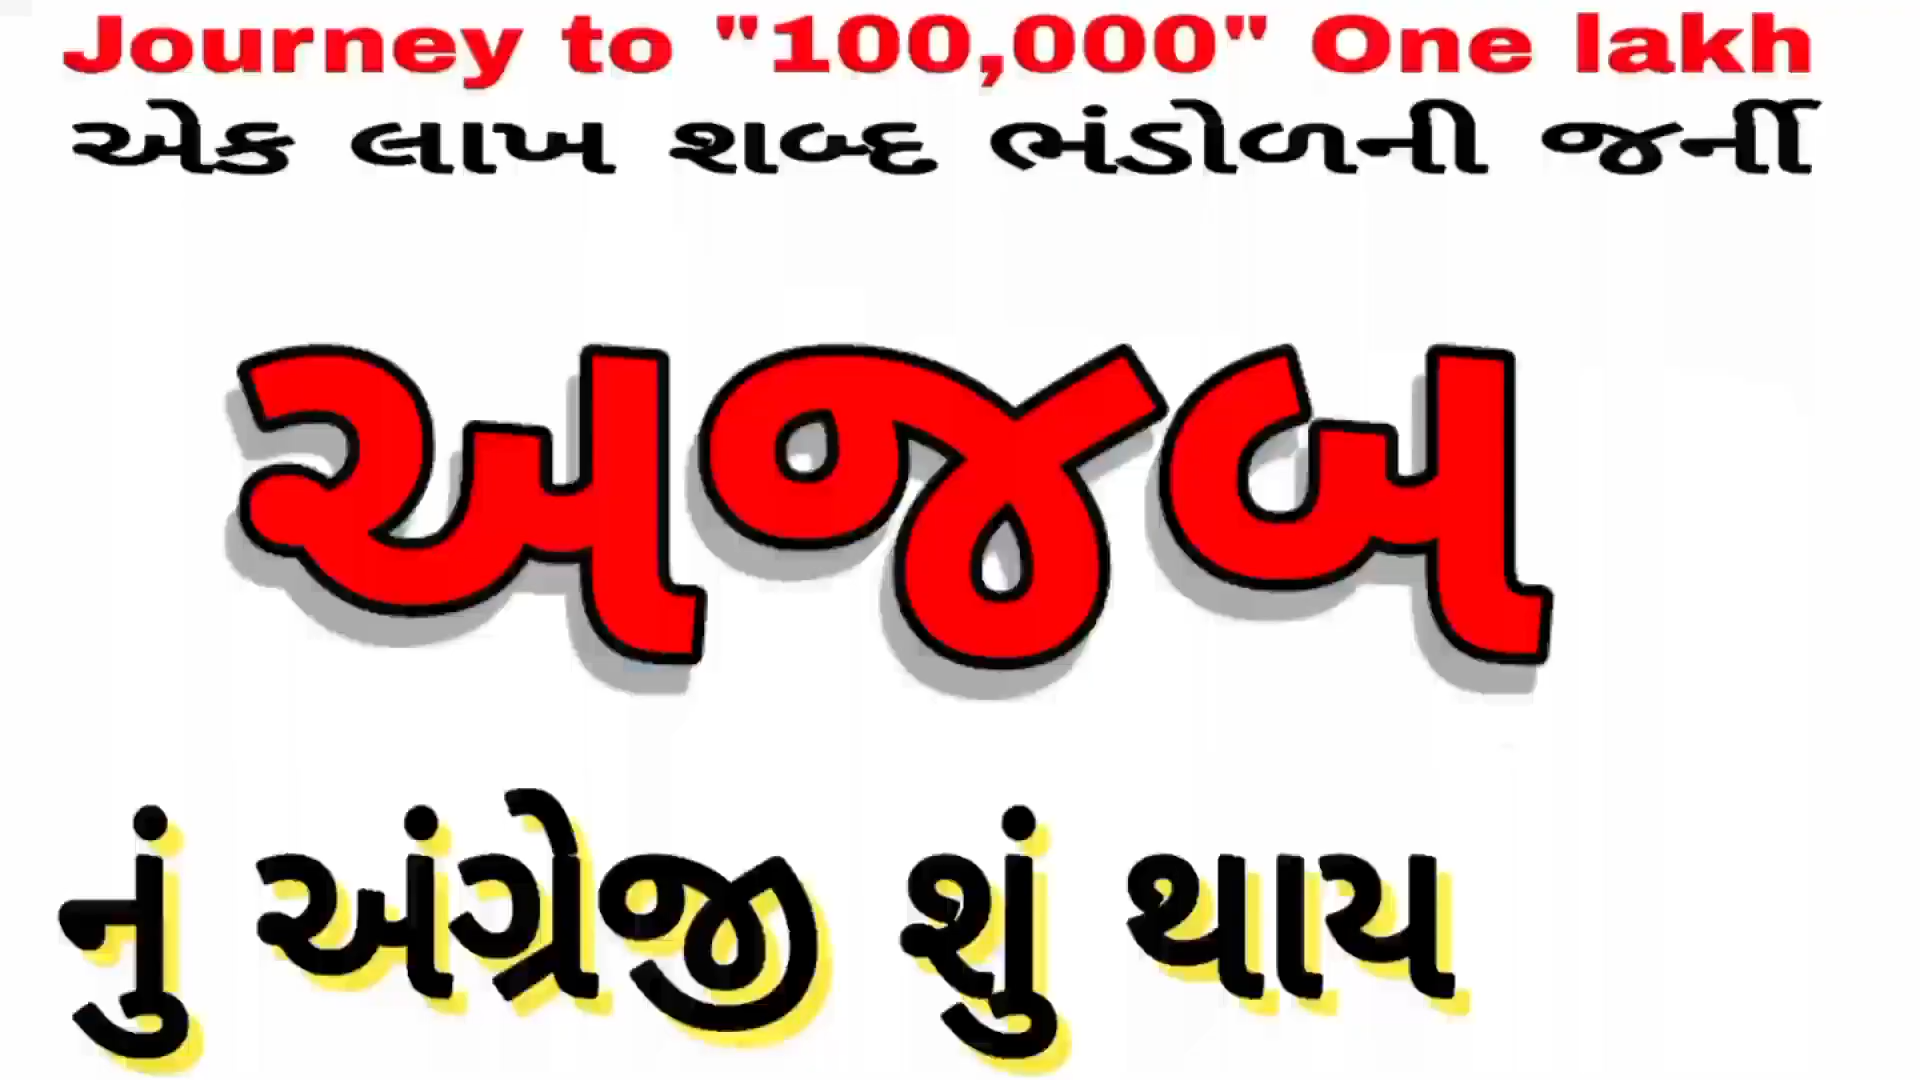 Journey to "100,000" One lakh
એક લાખ શબ્દ ભંડોળની જર્ની
અજબ
નું અંગ્રેજી શું થાય